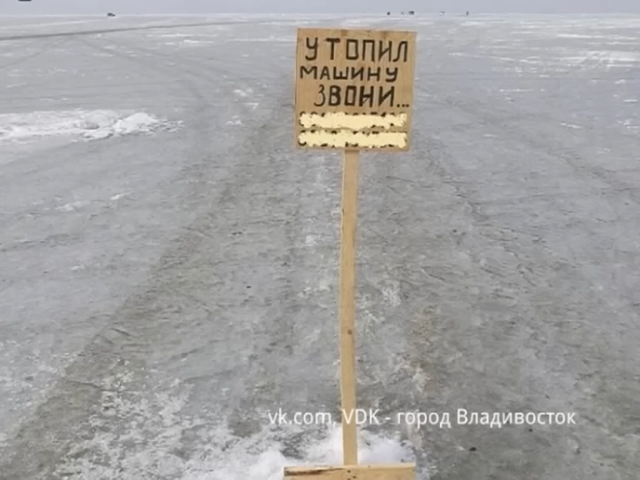 УТОПИЛ
МАШИНУ
ЗВОНИ...
vk.com, VDK - город Владивосток